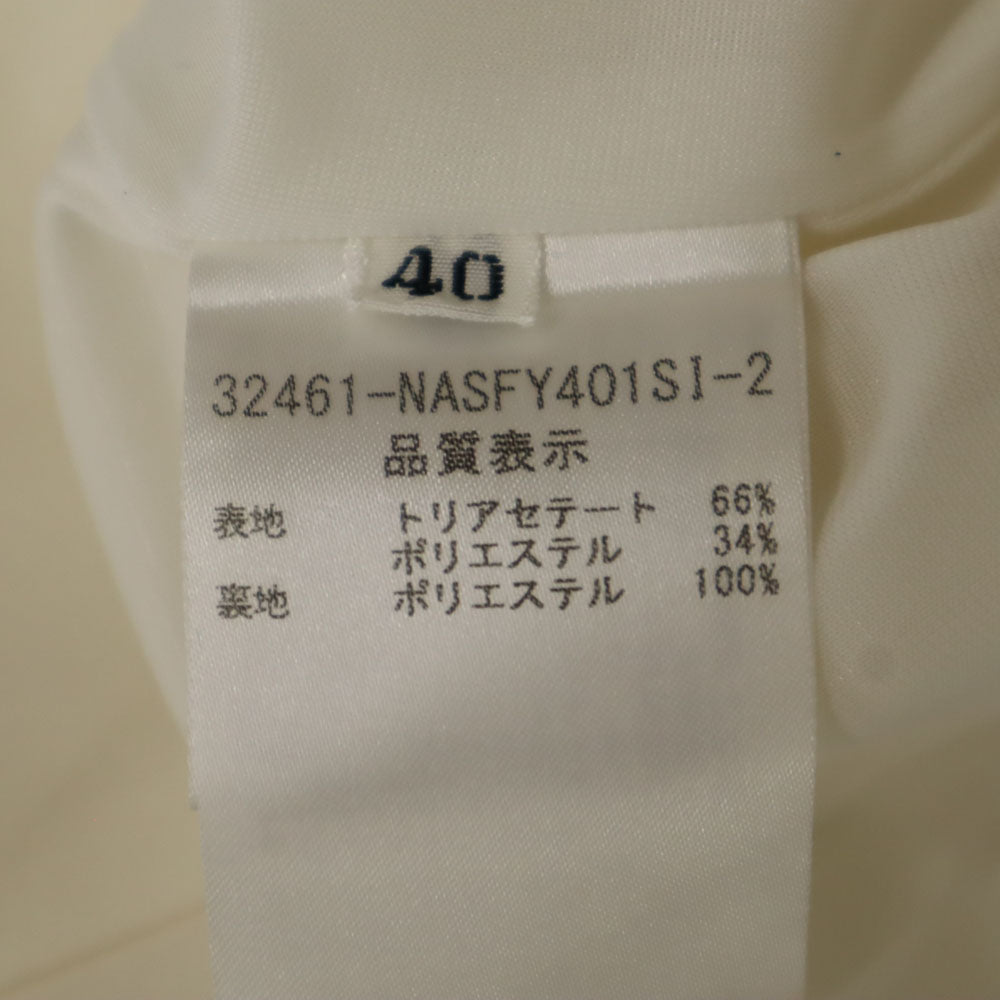 40
32461-NASFY401SI-2
品質表示
表地 トリアセテート 66%
ポリエステル 34%
裏地 ポリエステル 100%